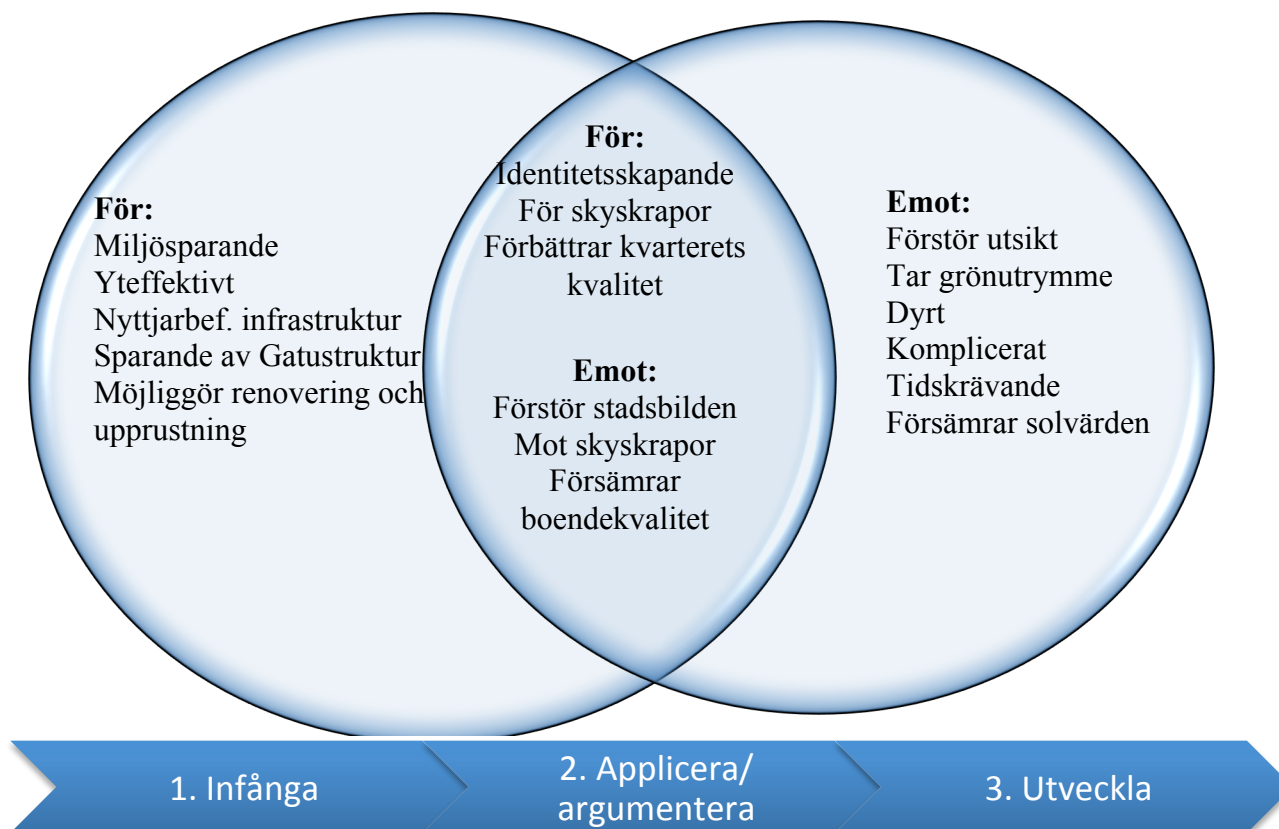 För:
Miljösparande
Yteffektivt
Nyttjarbef. infrastruktur
Sparande av Gatustruktur
Möjliggör renovering och
upprustning
För:
Identitetsskapande
För skyskrapor
Förbättrar kvarterets
kvalitet
Emot:
Förstör stadsbilden
Mot skyskrapor
Försämrar
boendekvalitet
Emot:
Förstör utsikt
Tar grönutrymme
Dyrt
Komplicerat
Tidskrävande
Försämrar solvärden
1. Infånga
2. Applicera/
argumentera
3. Utveckla